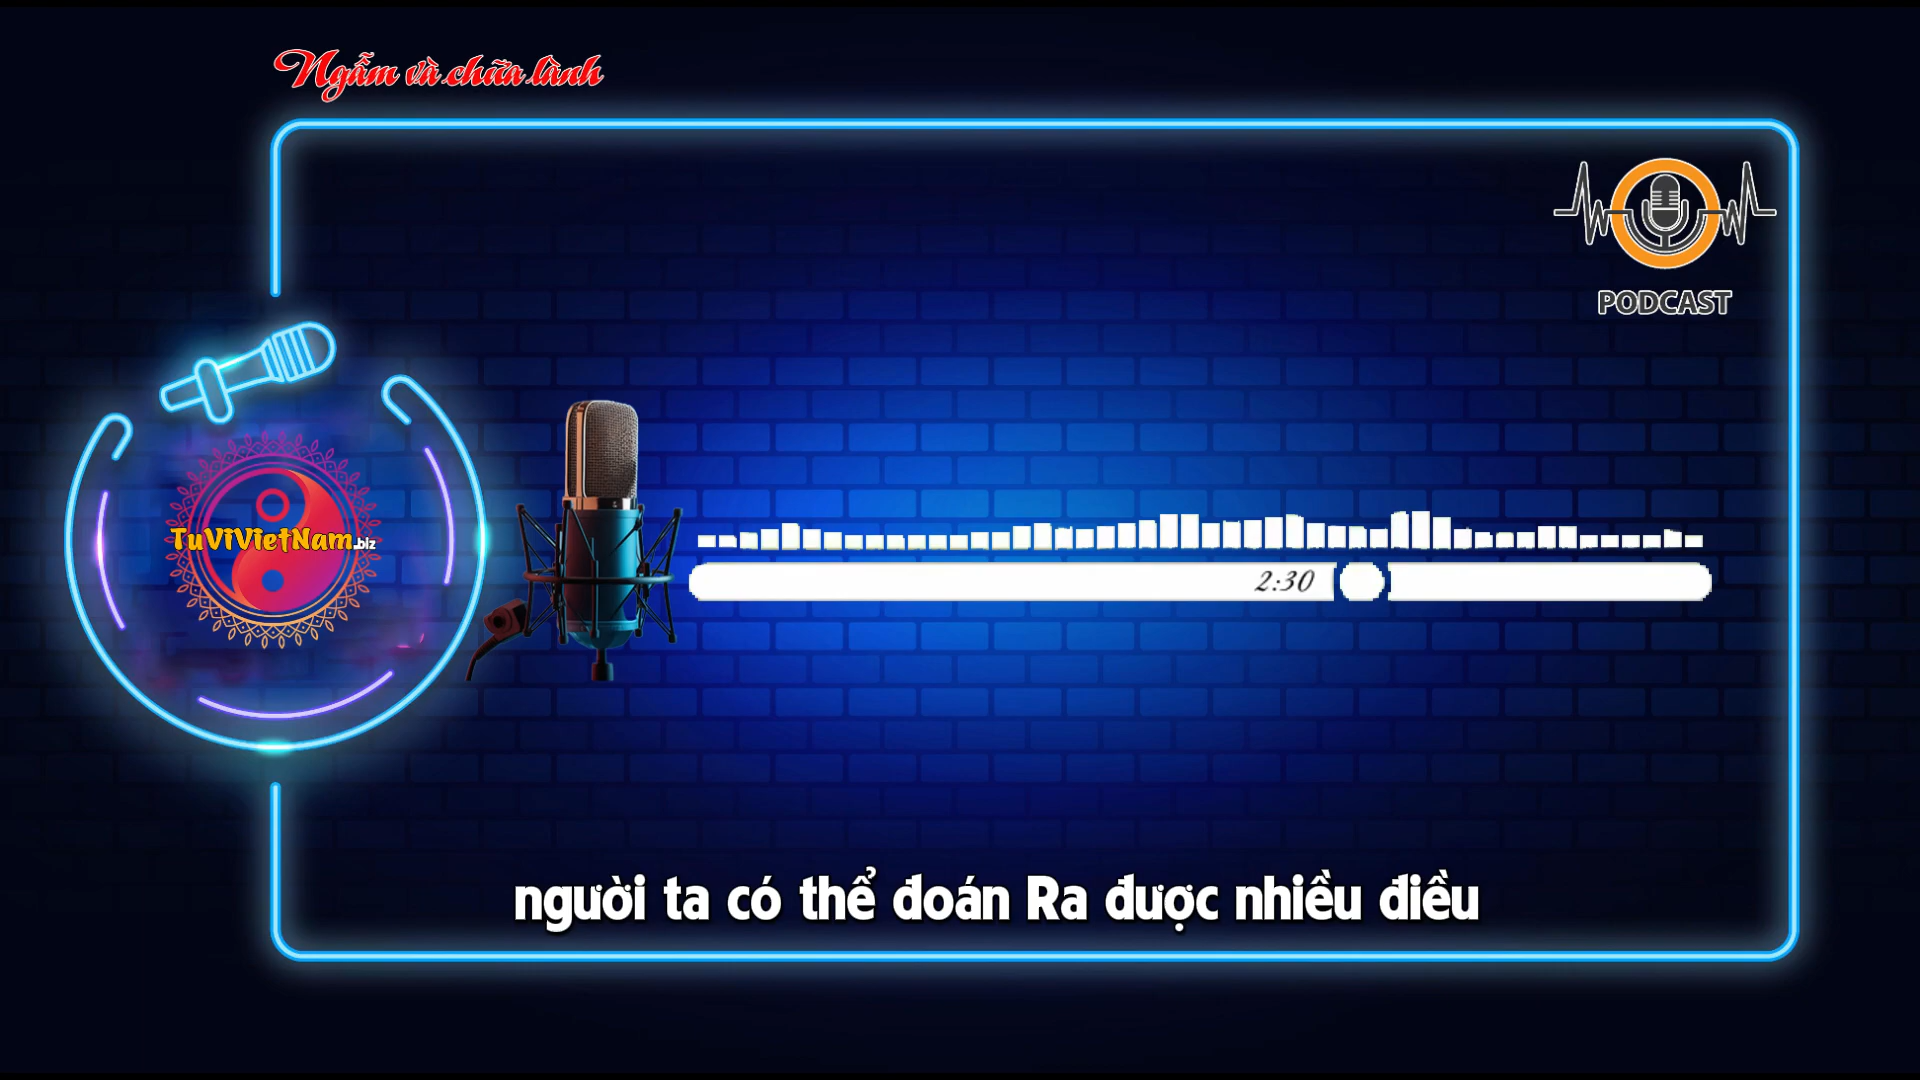 Ngẫm và chữa lành
PODCAST
TuViVietNam.biz
2:30
người ta có thể đoán Ra được nhiều điều